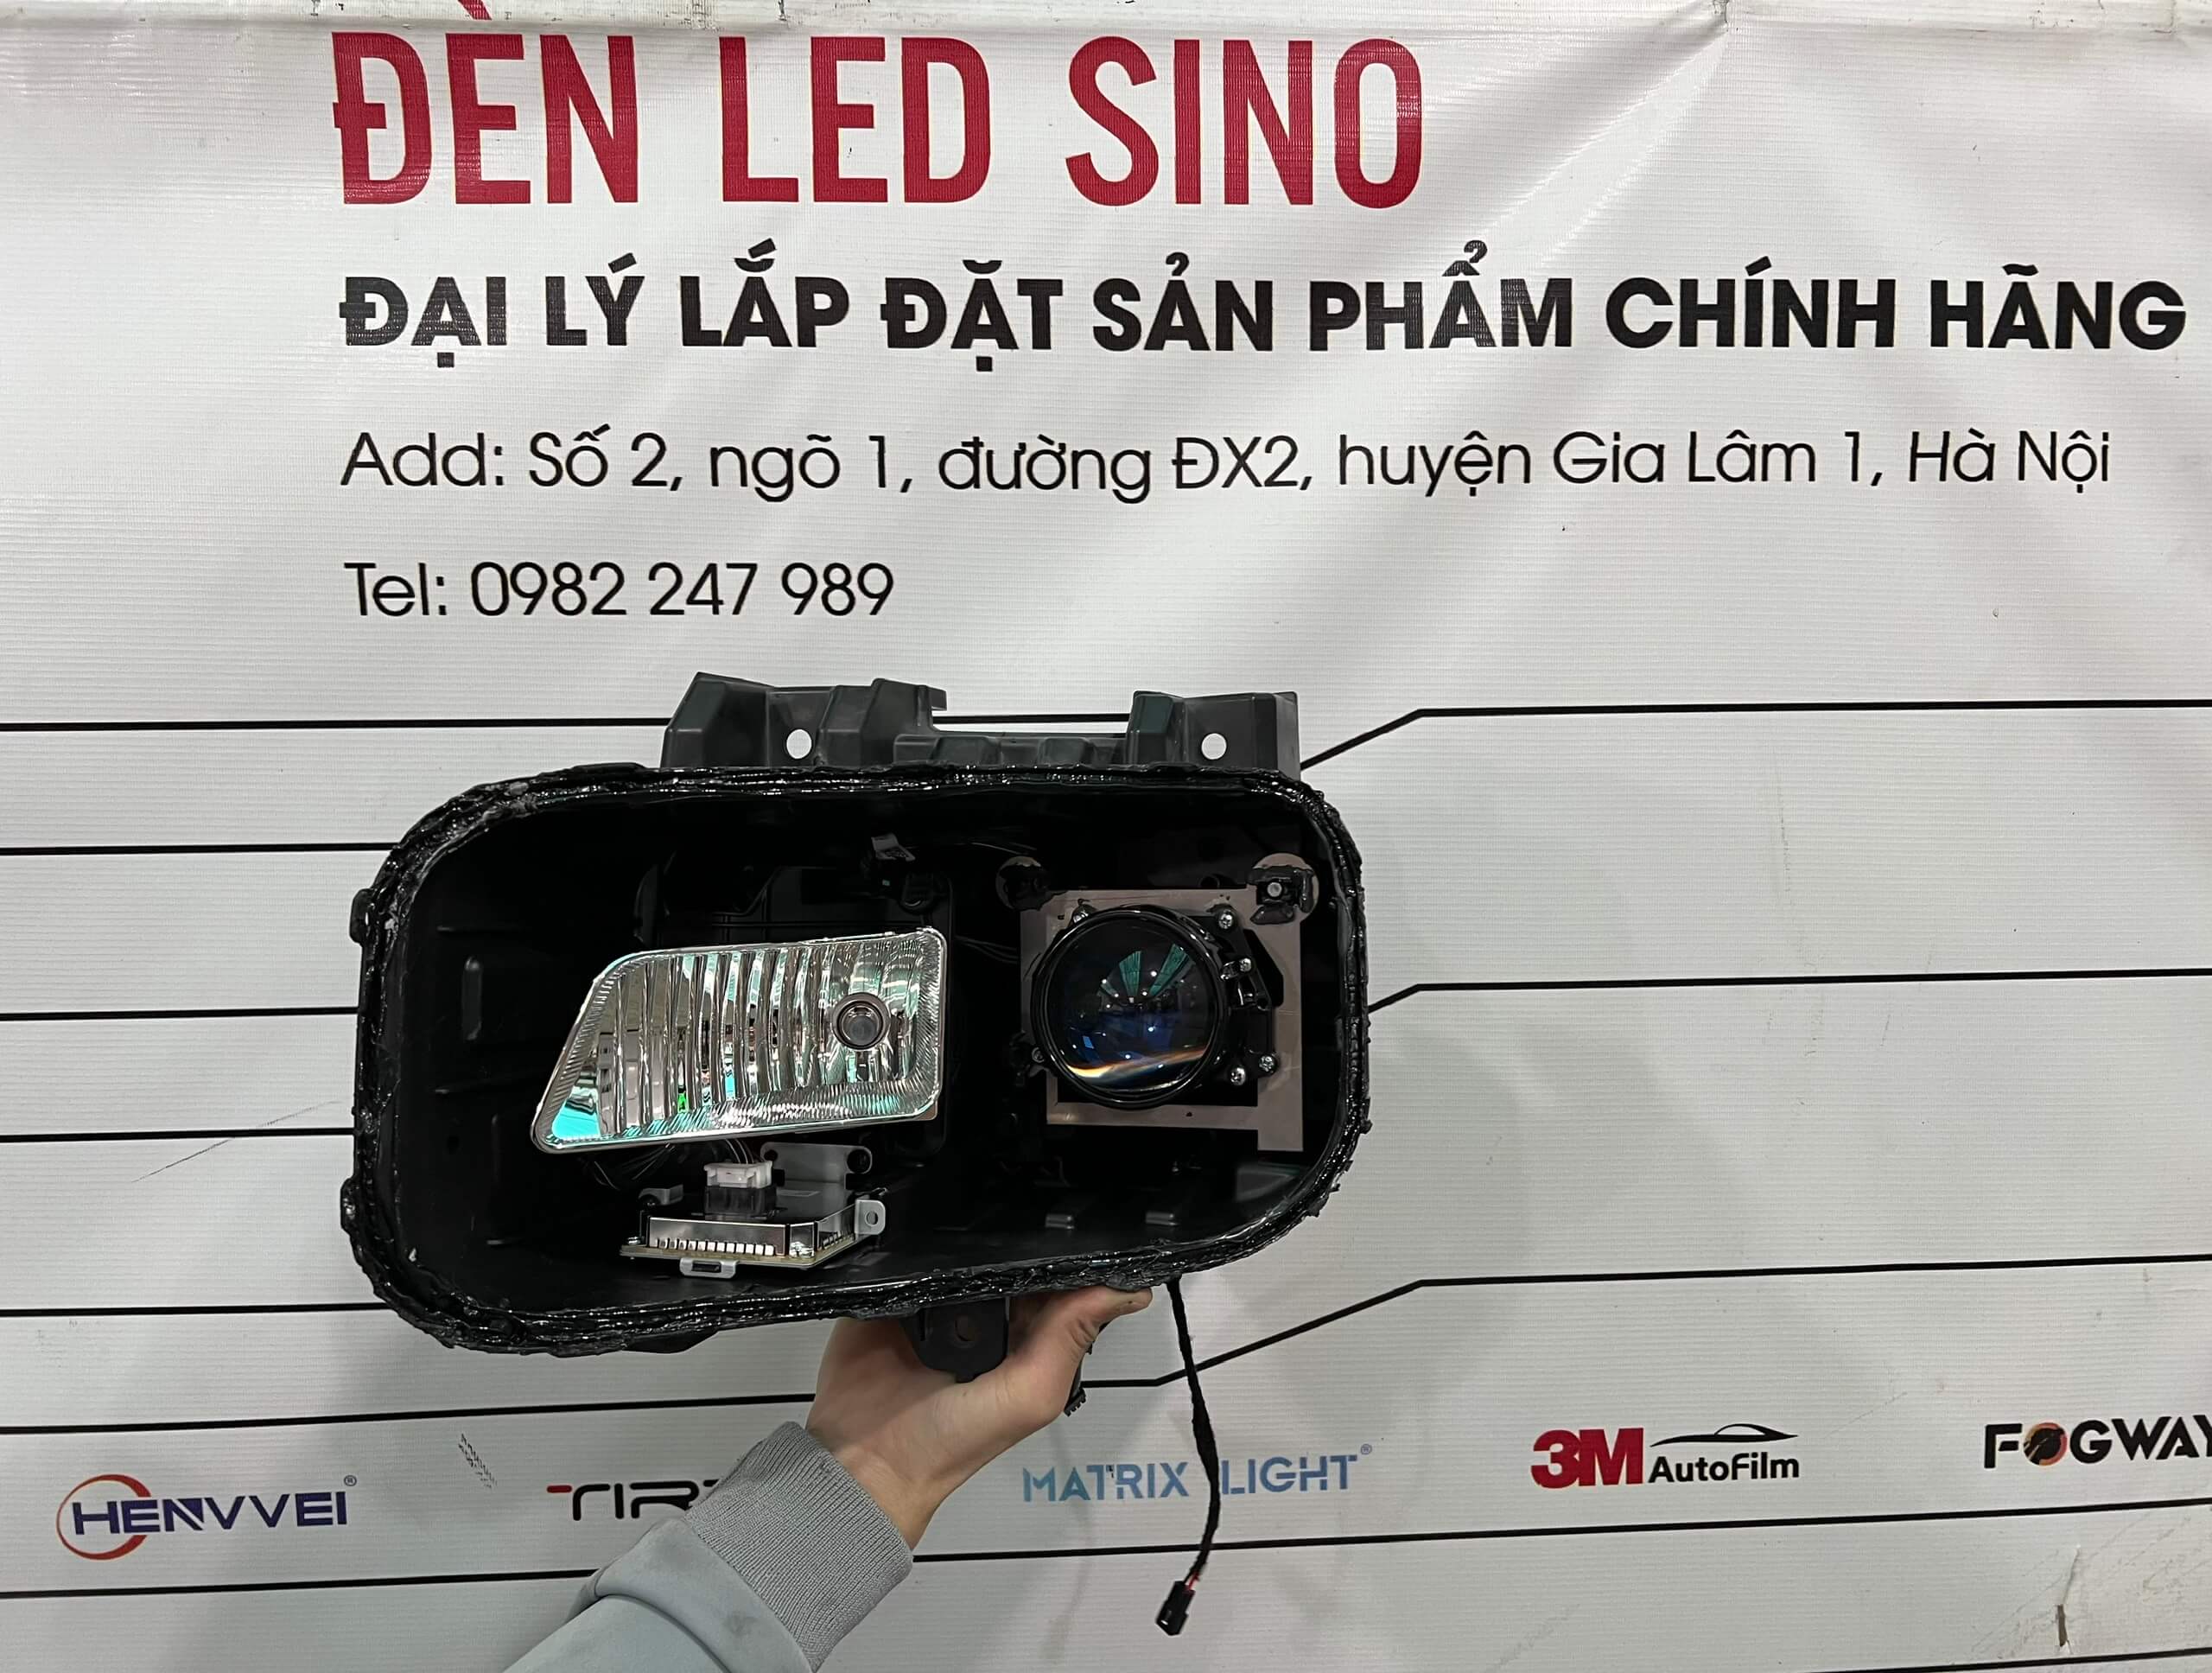 ĐÈN LED SINO
ĐẠI LÝ LẮP ĐẶT SẢN PHẨM CHÍNH HÃNG
Add: Số 2, ngõ 1, đường ĐX2, huyện Gia Lâm 1, Hà Nội
Tel: 0982 247 989
HENVVEI® MATRIX LIGHT® 3M AutoFilm FOGWAY